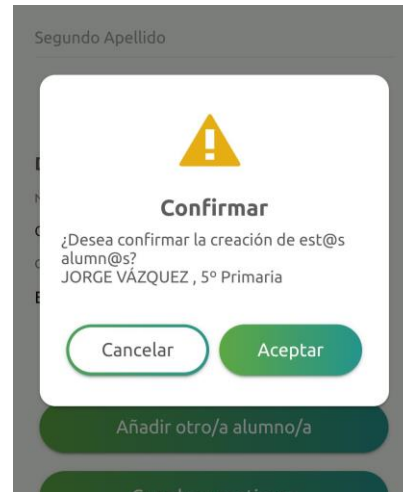 Segundo Apellido
Confirmar
¿Desea confirmar la creación de est@s
alumn@s?
JORGE VÁZQUEZ , 5º Primaria
Cancelar
Aceptar
Añadir otro/a alumno/a